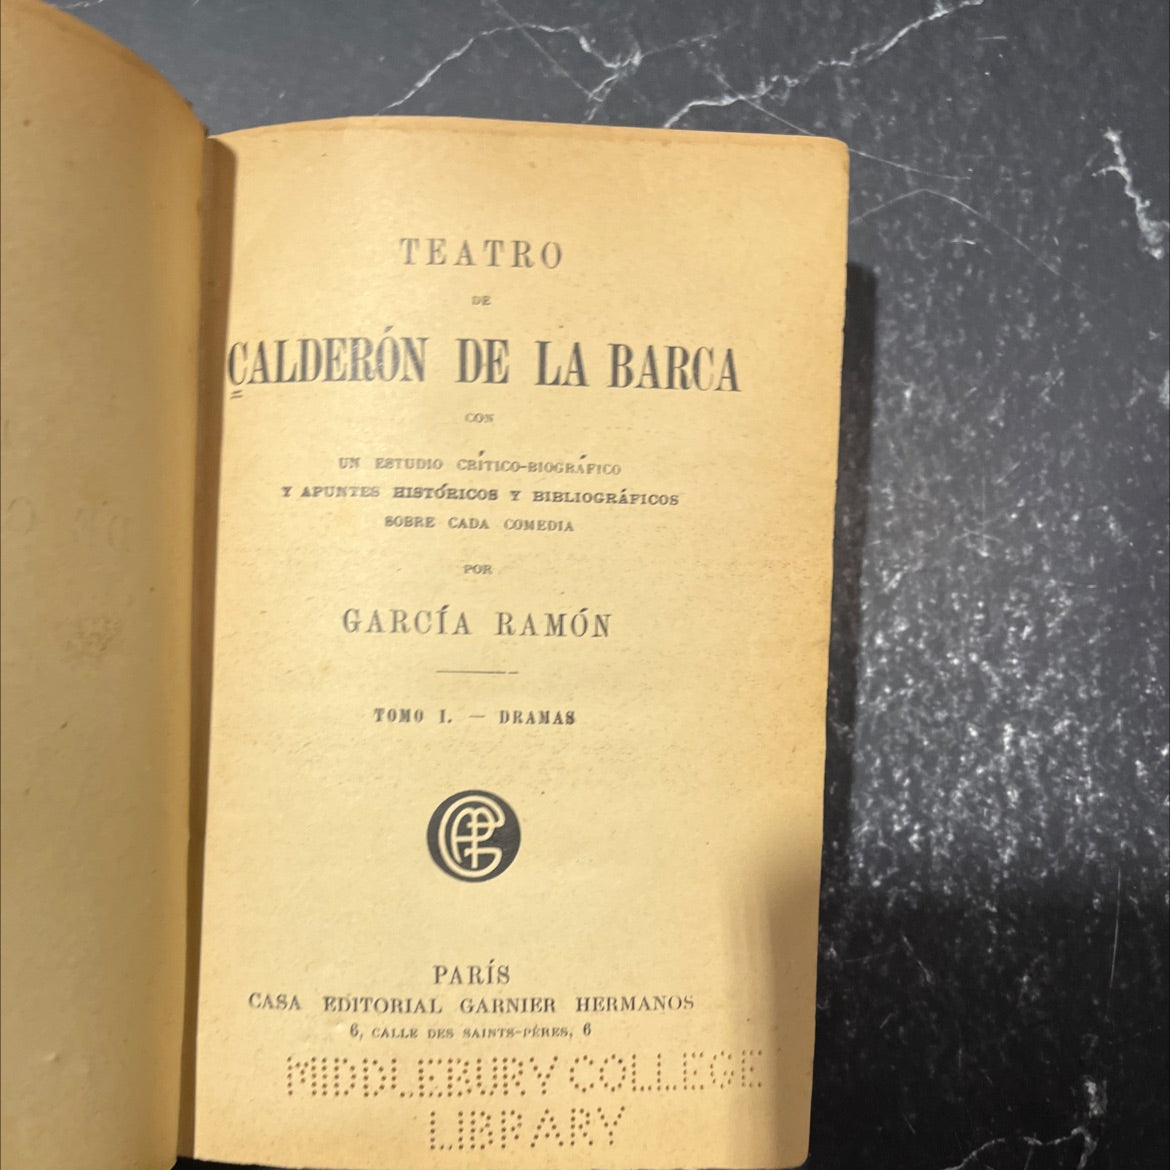 TEATRO
DE
CALDERÓN DE LA BARCA
CON
UN ESTUDIO CRÍTICO-BIOGRÁFICO
Y APUNTES HISTÓRICOS Y BIBLIOGRÁFICOS
SOBRE CADA COMEDIA
POR
GARCÍA RAMÓN
TOMO I. — DRAMAS
PARÍS
CASA EDITORIAL GARNIER HERMANOS
6, CALLE DES SAINTS-PÈRES, 6
MIDDLEBURY COLLEGE
LIBRARY